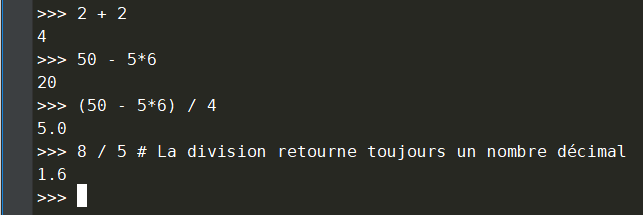 >>> 2 + 2
4
>>> 50 - 5*6
20
>>> (50 - 5*6) / 4
5.0
>>> 8 / 5 # La division retourne toujours un nombre décimal
1.6
>>>